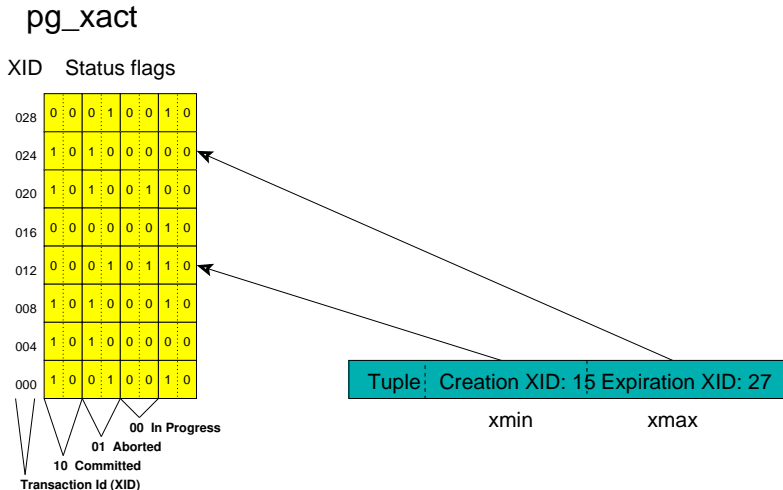 pg_xact
XID Status flags
028 0 0 0 1 0 0 1 0
024 1 0 1 0 0 0 0 0
020 1 0 1 0 0 1 0 0
016 0 0 0 0 0 0 1 0
012 0 0 0 1 0 1 1 0
008 1 0 1 0 0 0 1 0
004 1 0 1 0 0 0 0 0
000 1 0 0 1 0 0 1 0
Tuple Creation XID: 15 Expiration XID: 27
xmin xmax
00 In Progress
01 Aborted
10 Committed
Transaction Id (XID)